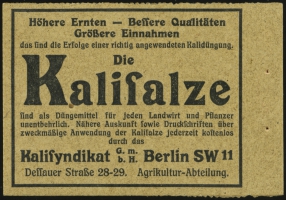 Höhere Ernten — Bessere Qualitäten
Größere Einnahmen
das sind die Erfolge einer richtig angewendeten Kalidüngung.
Die
Kalisalze
sind als Düngemittel für jeden Landwirt und Pflanzer
unentbehrlich. Nähere Auskunft sowie Druckschriften über
zweckmäßige Anwendung der Kalisalze jederzeit kostenlos
durch das
Kalisyndikat G. m. b. H. Berlin SW 11
Dessauer Straße 28-29. Agrikultur-Abteilung.